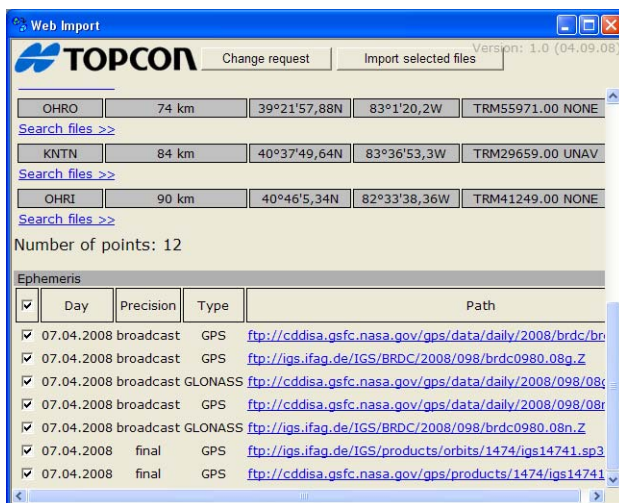 Web Import
TOPCON Change request Import selected files Version: 1.0 (04.09.08)
OHRO 74 km 39°21'57,88N 83°1'20,2W TRM55971.00 NONE
Search files >>
KNTN 84 km 40°37'49,64N 83°36'53,3W TRM29659.00 UNAV
Search files >>
OHRI 90 km 40°46'5,34N 82°33'38,36W TRM41249.00 NONE
Search files >>
Number of points: 12
Ephemeris
Day Precision Type Path
07.04.2008 broadcast GPS ftp://cddisa.gsfc.nasa.gov/gps/data/daily/2008/brdc/br
07.04.2008 broadcast GPS ftp://igs.ifag.de/IGS/BRDC/2008/098/brdc0980.08g.Z
07.04.2008 broadcast GLONASS ftp://cddisa.gsfc.nasa.gov/gps/data/daily/2008/098/08g
07.04.2008 broadcast GPS ftp://cddisa.gsfc.nasa.gov/gps/data/daily/2008/098/08n
07.04.2008 broadcast GLONASS ftp://igs.ifag.de/IGS/BRDC/2008/098/brdc0980.08n.Z
07.04.2008 final GPS ftp://igs.ifag.de/IGS/products/orbits/1474/igs14741.sp3
07.04.2008 final GPS ftp://cddisa.gsfc.nasa.gov/gps/products/1474/igs14741